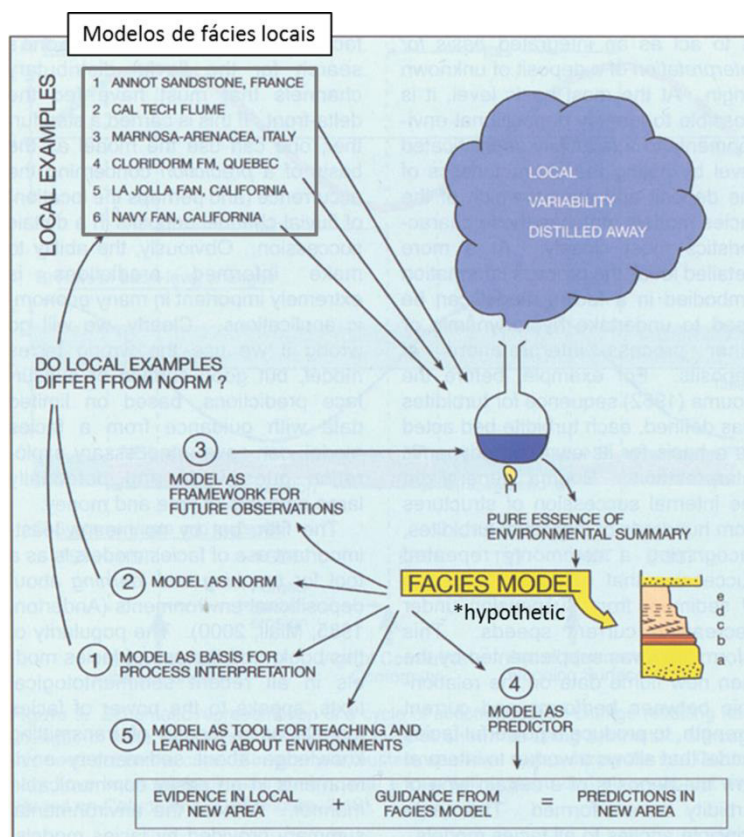 Modelos de fácies locais
LOCAL EXAMPLES
1 ANNOT SANDSTONE, FRANCE
2 CAL TECH FLUME
3 MARNOSA-ARENACEA, ITALY
4 CLORIDORM FM, QUEBEC
5 LA JOLLA FAN, CALIFORNIA
6 NAVY FAN, CALIFORNIA
LOCAL
VARIABILITY
DISTILLED AWAY
DO LOCAL EXAMPLES
DIFFER FROM NORM ?
3
MODEL AS
FRAMEWORK FOR
FUTURE OBSERVATIONS
PURE ESSENCE OF
ENVIRONMENTAL SUMMARY
2 MODEL AS NORM
FACIES MODEL
*hypothetic
e
d
c
a
1 MODEL AS BASIS FOR
PROCESS INTERPRETATION
4
MODEL AS
PREDICTOR
5 MODEL AS TOOL FOR TEACHING AND
LEARNING ABOUT ENVIRONMENTS
EVIDENCE IN LOCAL + GUIDANCE FROM = PREDICTIONS IN
NEW AREA FACIES MODEL NEW AREA